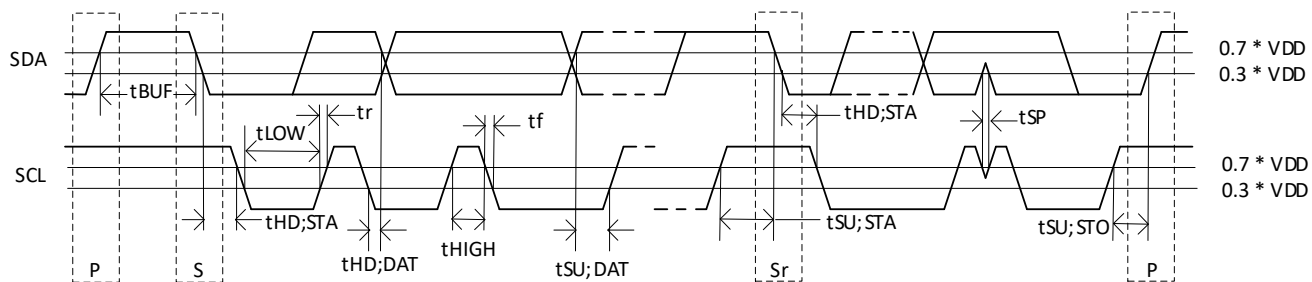 SDA
0.7 * VDD
0.3 * VDD
tBUF
tr
tf
tHD;STA
tSP
tLOW
SCL
0.7 * VDD
0.3 * VDD
tHD;STA
tHD;DAT
tHIGH
tSU;DAT
tSU;STA
tSU;STO
P
S
Sr
P